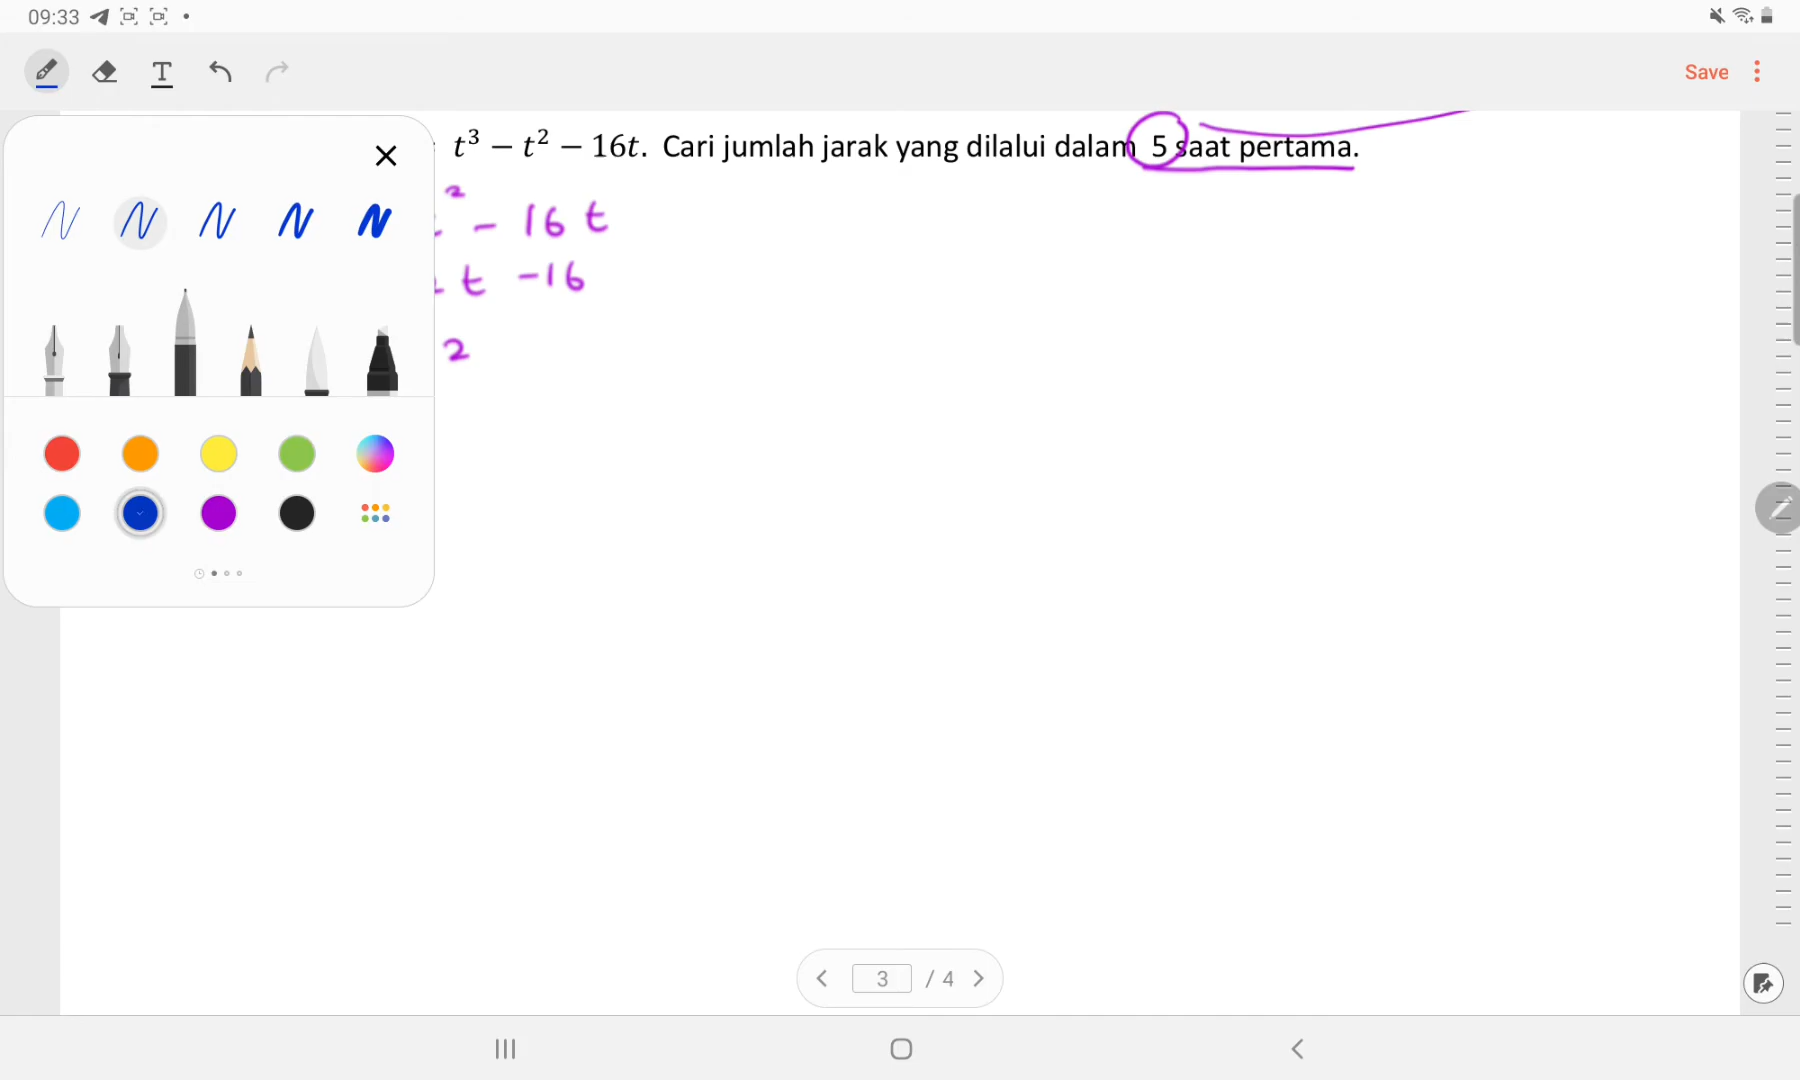 09:33
T
Save
t³ − t² − 16t. Cari jumlah jarak yang dilalui dalam 5 saat pertama.
² - 16 t
t -16
2
3 / 4